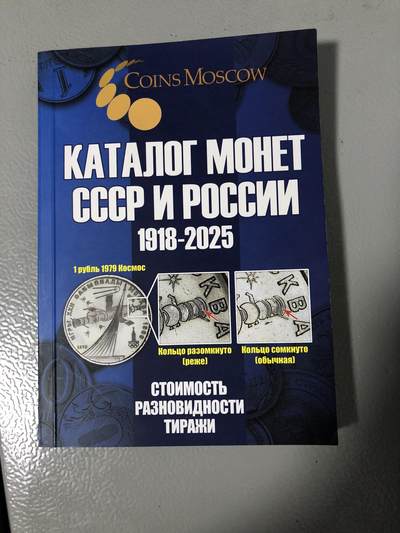 COINS MOSCOW
КАТАЛОГ МОНЕТ
СССР И РОССИИ
1918-2025
1 рубль 1979 Космос
Кольцо разомкнуто
(реже)
Кольцо сомкнуто
(обычная)
СТОИМОСТЬ
РАЗНОВИДНОСТИ
ТИРАЖИ